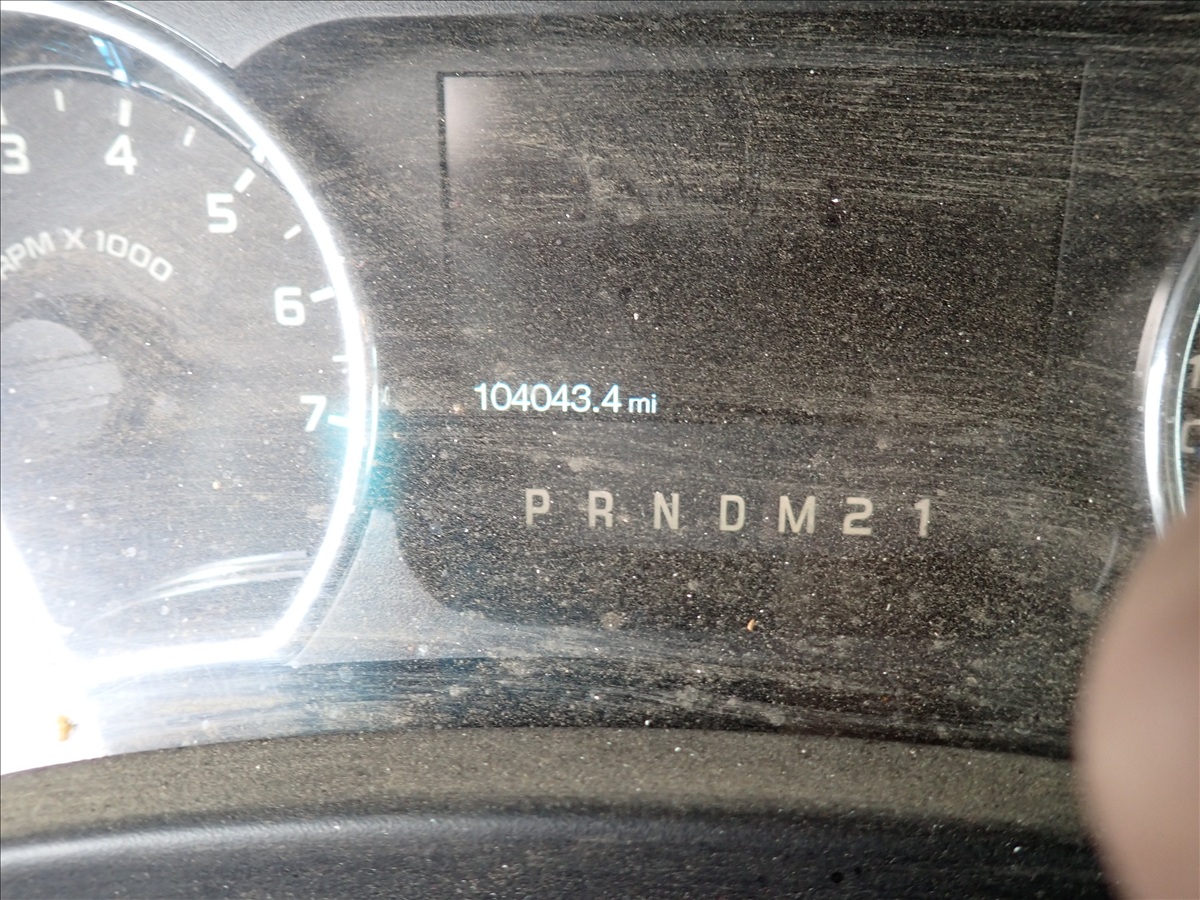 3 4 5 6 7
RPM X 1000
104043.4 mi
P R N D M 2 1